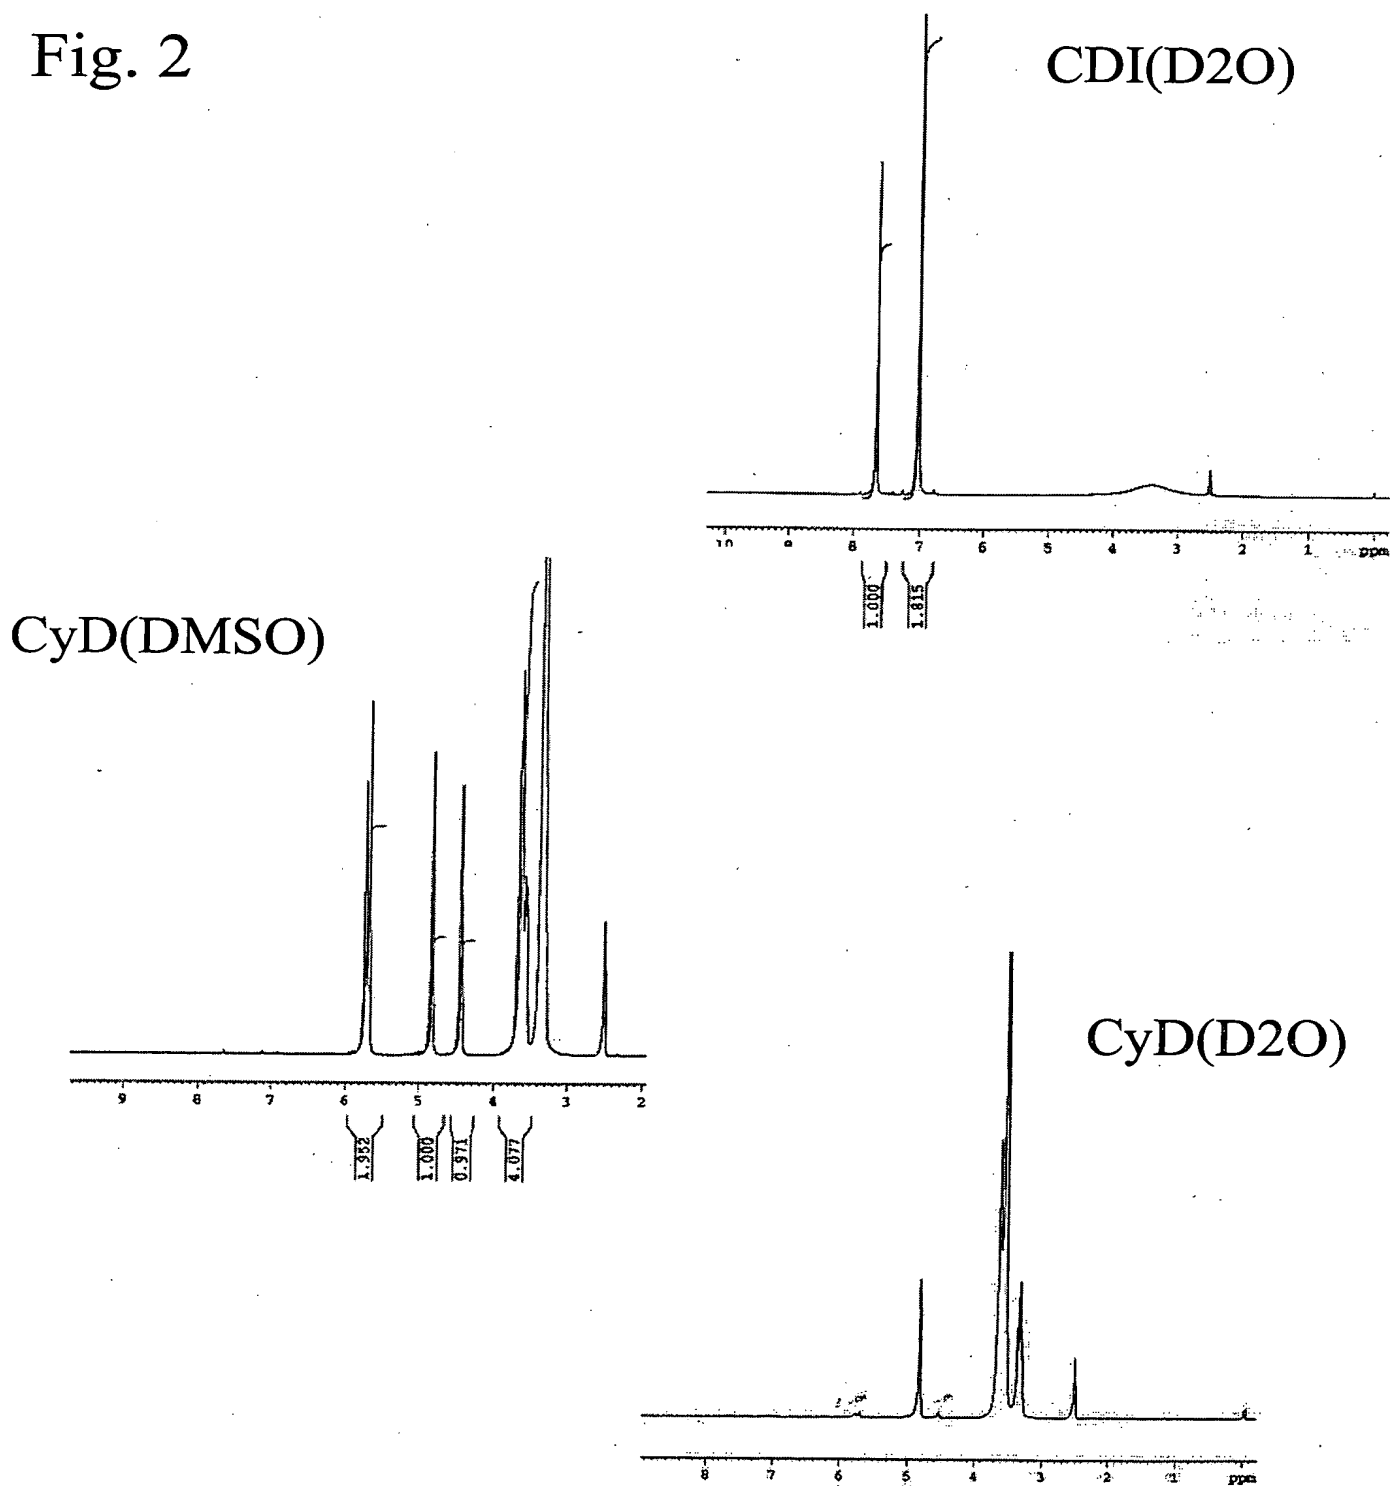 Fig. 2
CDI(D2O)
10 9 8 7 6 5 4 3 2 1 ppm
1.000 1.815
CyD(DMSO)
9 8 7 6 5 4 3 2
1.952 1.000 0.971 4.077
CyD(D2O)
8 7 6 5 4 3 2 1 ppm